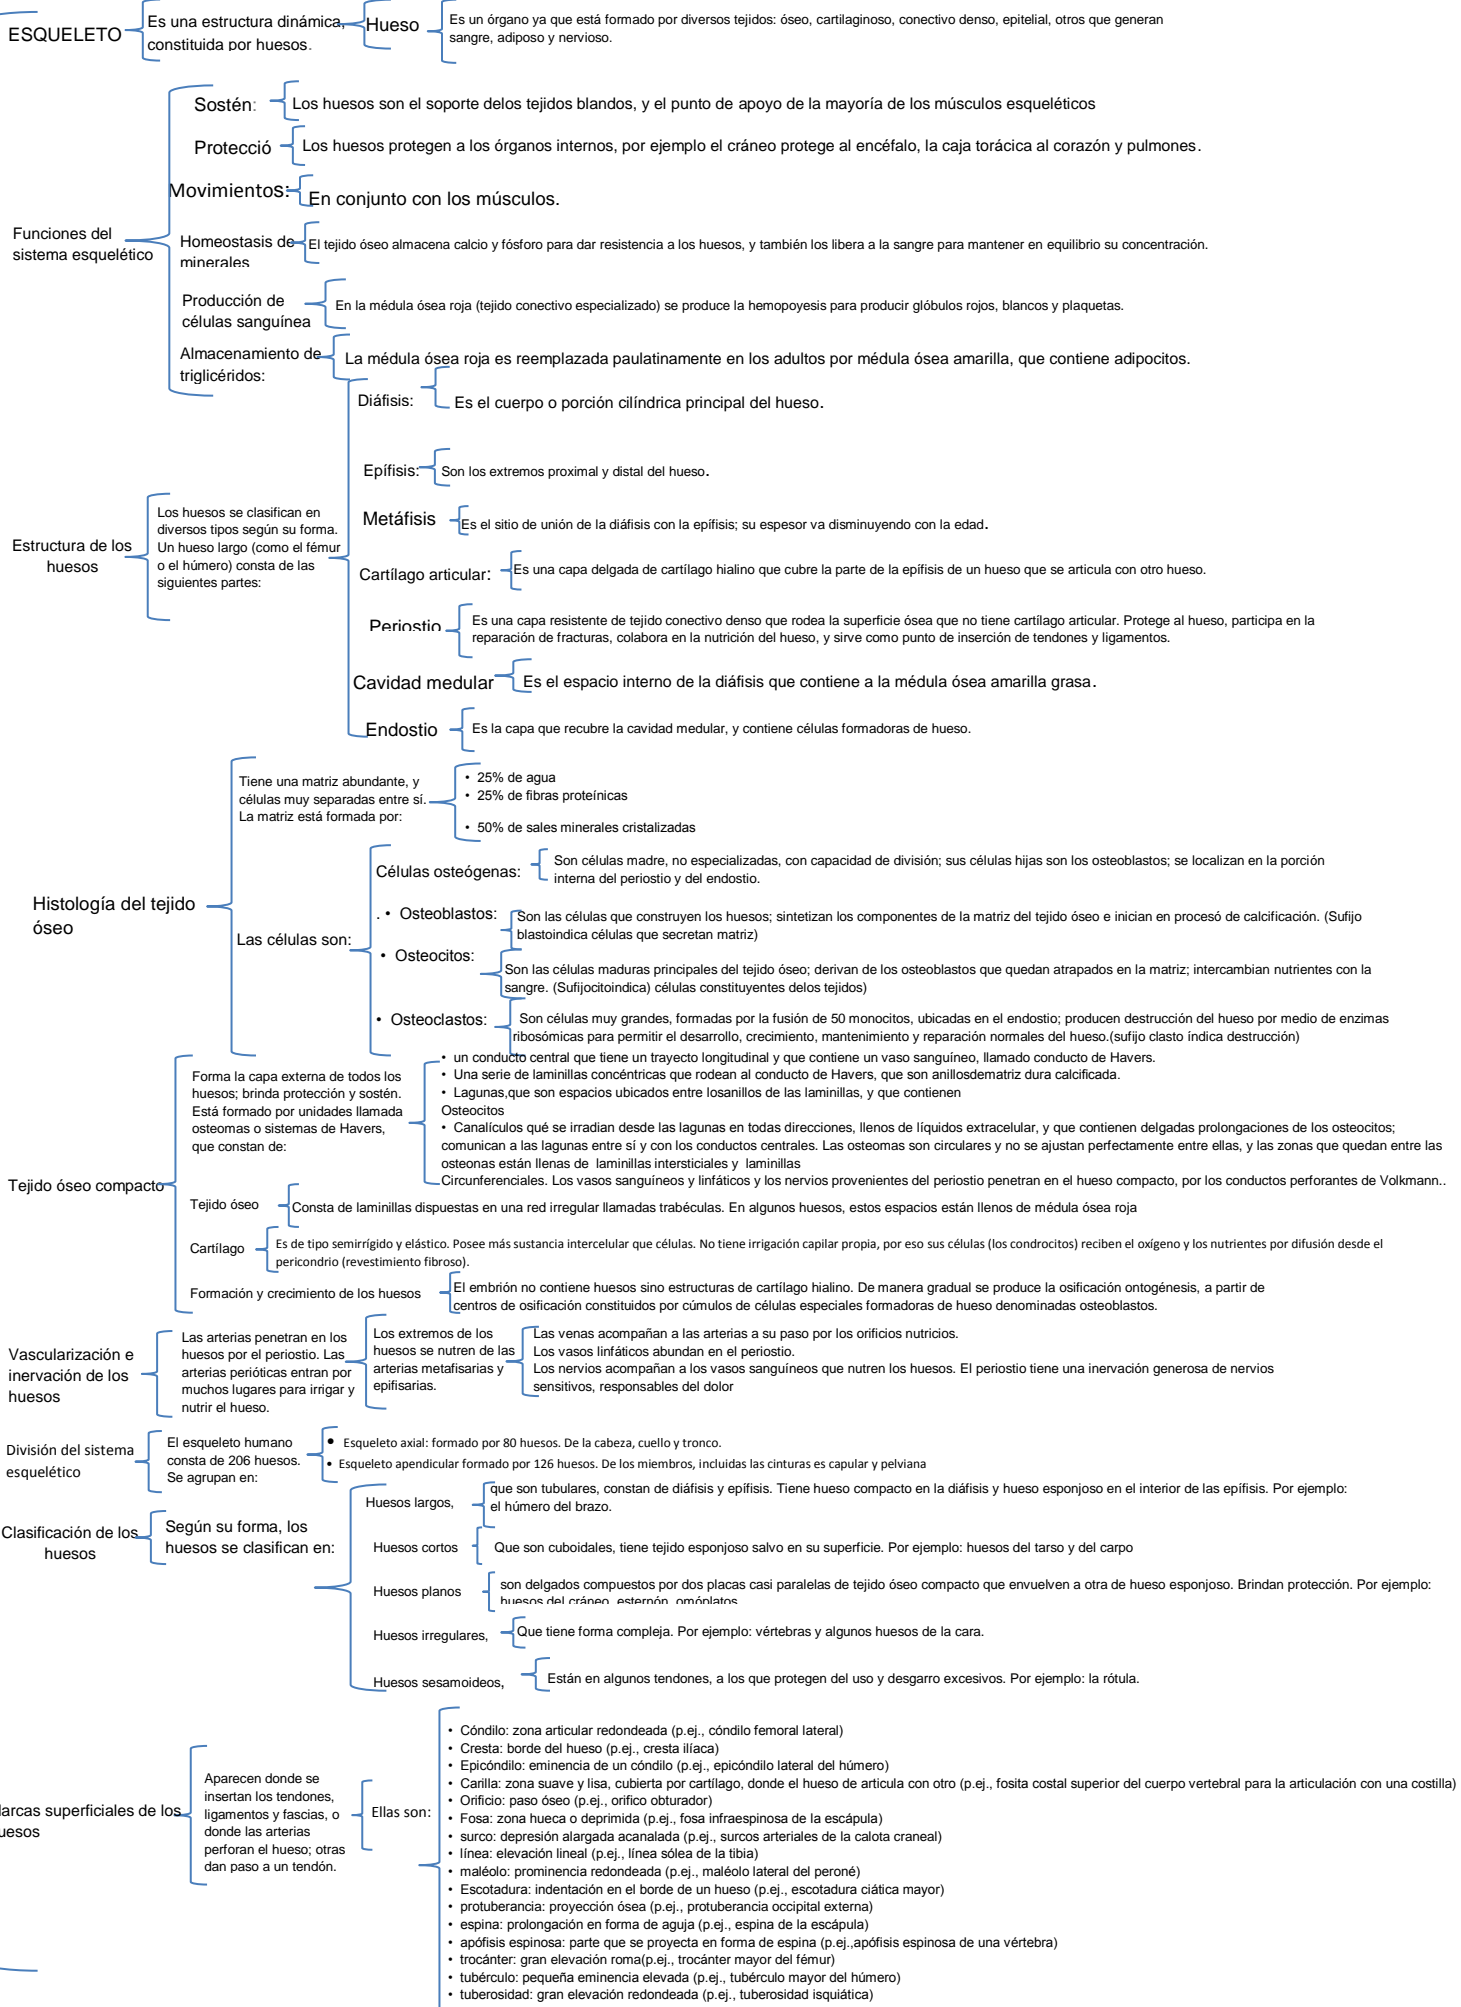 ESQUELETO
Es una estructura dinámica,
constituida por huesos.
Hueso
Es un órgano ya que está formado por diversos tejidos: óseo, cartilaginoso, conectivo denso, epitelial, otros que generan
sangre, adiposo y nervioso.
Funciones del
sistema esquelético
Sostén:
Los huesos son el soporte delos tejidos blandos, y el punto de apoyo de la mayoría de los músculos esqueléticos
Protecció
Los huesos protegen a los órganos internos, por ejemplo el cráneo protege al encéfalo, la caja torácica al corazón y pulmones.
Movimientos:
En conjunto con los músculos.
Homeostasis de
minerales
El tejido óseo almacena calcio y fósforo para dar resistencia a los huesos, y también los libera a la sangre para mantener en equilibrio su concentración.
Producción de
células sanguínea
En la médula ósea roja (tejido conectivo especializado) se produce la hemopoyesis para producir glóbulos rojos, blancos y plaquetas.
Almacenamiento de
triglicéridos:
La médula ósea roja es reemplazada paulatinamente en los adultos por médula ósea amarilla, que contiene adipocitos.
Estructura de los
huesos
Los huesos se clasifican en
diversos tipos según su forma.
Un hueso largo (como el fémur
o el húmero) consta de las
siguientes partes:
Diáfisis:
Es el cuerpo o porción cilíndrica principal del hueso.
Epífisis:
Son los extremos proximal y distal del hueso.
Metáfisis
Es el sitio de unión de la diáfisis con la epífisis; su espesor va disminuyendo con la edad.
Cartílago articular:
Es una capa delgada de cartílago hialino que cubre la parte de la epífisis de un hueso que se articula con otro hueso.
Periostio
Es una capa resistente de tejido conectivo denso que rodea la superficie ósea que no tiene cartílago articular. Protege al hueso, participa en la
reparación de fracturas, colabora en la nutrición del hueso, y sirve como punto de inserción de tendones y ligamentos.
Cavidad medular
Es el espacio interno de la diáfisis que contiene a la médula ósea amarilla grasa.
Endostio
Es la capa que recubre la cavidad medular, y contiene células formadoras de hueso.
Histología del tejido
óseo
Tiene una matriz abundante, y
células muy separadas entre sí.
La matriz está formada por:
• 25% de agua
• 25% de fibras proteínicas
• 50% de sales minerales cristalizadas
Las células son:
Células osteógenas:
Son células madre, no especializadas, con capacidad de división; sus células hijas son los osteoblastos; se localizan en la porción
interna del periostio y del endostio.
. • Osteoblastos:
Son las células que construyen los huesos; sintetizan los componentes de la matriz del tejido óseo e inician en procesó de calcificación. (Sufijo
blastoindica células que secretan matriz)
• Osteocitos:
Son las células maduras principales del tejido óseo; derivan de los osteoblastos que quedan atrapados en la matriz; intercambian nutrientes con la
sangre. (Sufijocitoindica) células constituyentes delos tejidos)
• Osteoclastos:
Son células muy grandes, formadas por la fusión de 50 monocitos, ubicadas en el endostio; producen destrucción del hueso por medio de enzimas
ribosómicas para permitir el desarrollo, crecimiento, mantenimiento y reparación normales del hueso.(sufijo clasto índica destrucción)
Tejido óseo compacto
Forma la capa externa de todos los
huesos; brinda protección y sostén.
Está formado por unidades llamada
osteomas o sistemas de Havers,
que constan de:
• un conducto central que tiene un trayecto longitudinal y que contiene un vaso sanguíneo, llamado conducto de Havers.
• Una serie de laminillas concéntricas que rodean al conducto de Havers, que son anillosdematriz dura calcificada.
• Lagunas,que son espacios ubicados entre losanillos de las laminillas, y que contienen
Osteocitos
• Canalículos qué se irradian desde las lagunas en todas direcciones, llenos de líquidos extracelular, y que contienen delgadas prolongaciones de los osteocitos;
comunican a las lagunas entre sí y con los conductos centrales. Las osteomas son circulares y no se ajustan perfectamente entre ellas, y las zonas que quedan entre las
osteonas están llenas de laminillas intersticiales y laminillas
Circunferenciales. Los vasos sanguíneos y linfáticos y los nervios provenientes del periostio penetran en el hueso compacto, por los conductos perforantes de Volkmann..
Tejido óseo
Consta de laminillas dispuestas en una red irregular llamadas trabéculas. En algunos huesos, estos espacios están llenos de médula ósea roja
Cartílago
Es de tipo semirrígido y elástico. Posee más sustancia intercelular que células. No tiene irrigación capilar propia, por eso sus células (los condrocitos) reciben el oxígeno y los nutrientes por difusión desde el
pericondrio (revestimiento fibroso).
Formación y crecimiento de los huesos
El embrión no contiene huesos sino estructuras de cartílago hialino. De manera gradual se produce la osificación ontogénesis, a partir de
centros de osificación constituidos por cúmulos de células especiales formadoras de hueso denominadas osteoblastos.
Vascularización e
inervación de los
huesos
Las arterias penetran en los
huesos por el periostio. Las
arterias perióticas entran por
muchos lugares para irrigar y
nutrir el hueso.
Los extremos de los
huesos se nutren de las
arterias metafisarias y
epifisarias.
Las venas acompañan a las arterias a su paso por los orificios nutricios.
Los vasos linfáticos abundan en el periostio.
Los nervios acompañan a los vasos sanguíneos que nutren los huesos. El periostio tiene una inervación generosa de nervios
sensitivos, responsables del dolor
División del sistema
esquelético
El esqueleto humano
consta de 206 huesos.
Se agrupan en:
• Esqueleto axial: formado por 80 huesos. De la cabeza, cuello y tronco.
• Esqueleto apendicular formado por 126 huesos. De los miembros, incluidas las cinturas es capular y pelviana
Clasificación de los
huesos
Según su forma, los
huesos se clasifican en:
Huesos largos,
que son tubulares, constan de diáfisis y epífisis. Tiene hueso compacto en la diáfisis y hueso esponjoso en el interior de las epífisis. Por ejemplo:
el húmero del brazo.
Huesos cortos
Que son cuboidales, tiene tejido esponjoso salvo en su superficie. Por ejemplo: huesos del tarso y del carpo
Huesos planos
son delgados compuestos por dos placas casi paralelas de tejido óseo compacto que envuelven a otra de hueso esponjoso. Brindan protección. Por ejemplo:
huesos del cráneo, esternón, omóplatos
Huesos irregulares,
Que tiene forma compleja. Por ejemplo: vértebras y algunos huesos de la cara.
Huesos sesamoideos,
Están en algunos tendones, a los que protegen del uso y desgarro excesivos. Por ejemplo: la rótula.
arcas superficiales de los
uesos
Aparecen donde se
insertan los tendones,
ligamentos y fascias, o
donde las arterias
perforan el hueso; otras
dan paso a un tendón.
Ellas son:
• Cóndilo: zona articular redondeada (p.ej., cóndilo femoral lateral)
• Cresta: borde del hueso (p.ej., cresta ilíaca)
• Epicóndilo: eminencia de un cóndilo (p.ej., epicóndilo lateral del húmero)
• Carilla: zona suave y lisa, cubierta por cartílago, donde el hueso de articula con otro (p.ej., fosita costal superior del cuerpo vertebral para la articulación con una costilla)
• Orificio: paso óseo (p.ej., orifico obturador)
• Fosa: zona hueca o deprimida (p.ej., fosa infraespinosa de la escápula)
• surco: depresión alargada acanalada (p.ej., surcos arteriales de la calota craneal)
• línea: elevación lineal (p.ej., línea sólea de la tibia)
• maléolo: prominencia redondeada (p.ej., maléolo lateral del peroné)
• Escotadura: indentación en el borde de un hueso (p.ej., escotadura ciática mayor)
• protuberancia: proyección ósea (p.ej., protuberancia occipital externa)
• espina: prolongación en forma de aguja (p.ej., espina de la escápula)
• apófisis espinosa: parte que se proyecta en forma de espina (p.ej.,apófisis espinosa de una vértebra)
• trocánter: gran elevación roma(p.ej., trocánter mayor del fémur)
• tubérculo: pequeña eminencia elevada (p.ej., tubérculo mayor del húmero)
• tuberosidad: gran elevación redondeada (p.ej., tuberosidad isquiática)